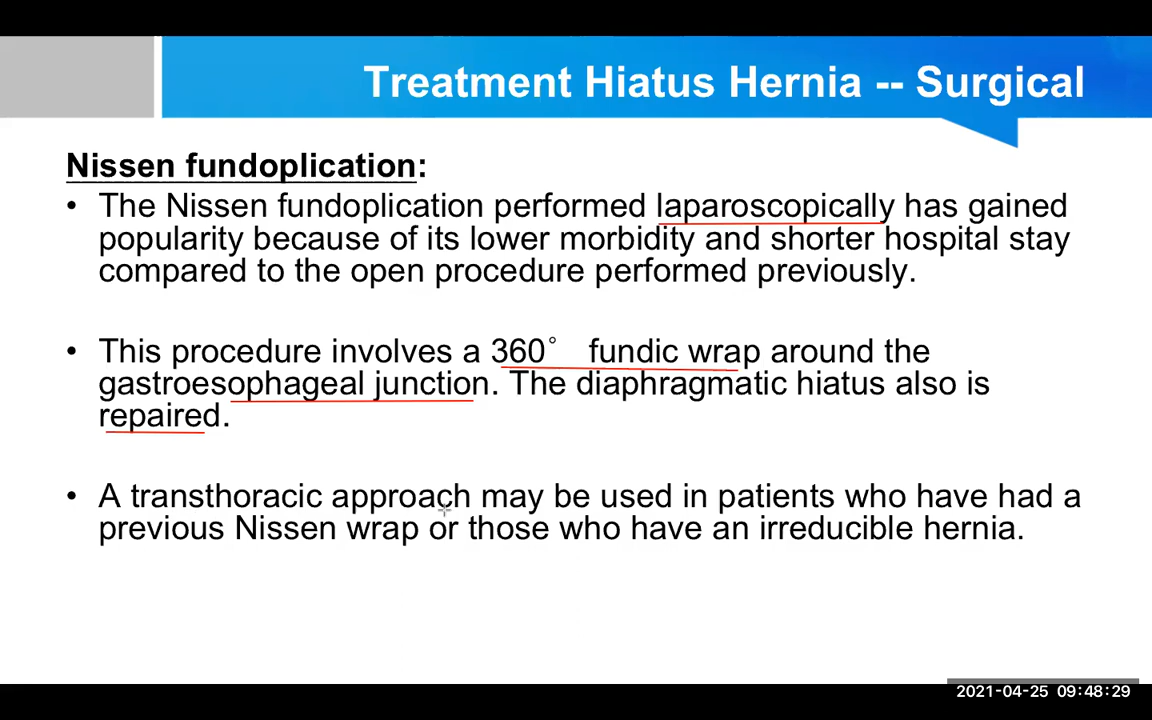 Treatment Hiatus Hernia -- Surgical
Nissen fundoplication:
• The Nissen fundoplication performed laparoscopically has gained
popularity because of its lower morbidity and shorter hospital stay
compared to the open procedure performed previously.
• This procedure involves a 360° fundic wrap around the
gastroesophageal junction. The diaphragmatic hiatus also is
repaired.
• A transthoracic approach may be used in patients who have had a
previous Nissen wrap or those who have an irreducible hernia.
2021-04-25 09:48:29